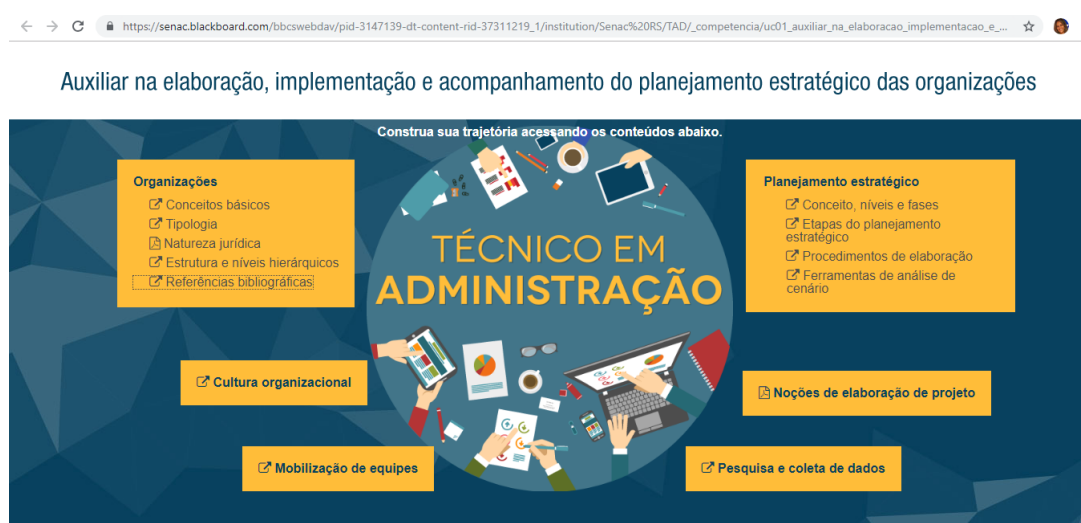 https://senac.blackboard.com/bbcswebdav/pid-3147139-dt-content-rid-37311219_1/institution/Senac%20RS/TAD/_competencia/uc01_auxiliar_na_elaboracao_implementacao_e_...
Auxiliar na elaboração, implementação e acompanhamento do planejamento estratégico das organizações
Construa sua trajetória acessando os conteúdos abaixo.
Organizações
Conceitos básicos
Tipologia
Natureza jurídica
Estrutura e níveis hierárquicos
Referências bibliográficas
Planejamento estratégico
Conceito, níveis e fases
Etapas do planejamento
estratégico
Procedimentos de elaboração
Ferramentas de análise de
cenário
TÉCNICO EM
ADMINISTRAÇÃO
Cultura organizacional
Noções de elaboração de projeto
Mobilização de equipes
Pesquisa e coleta de dados